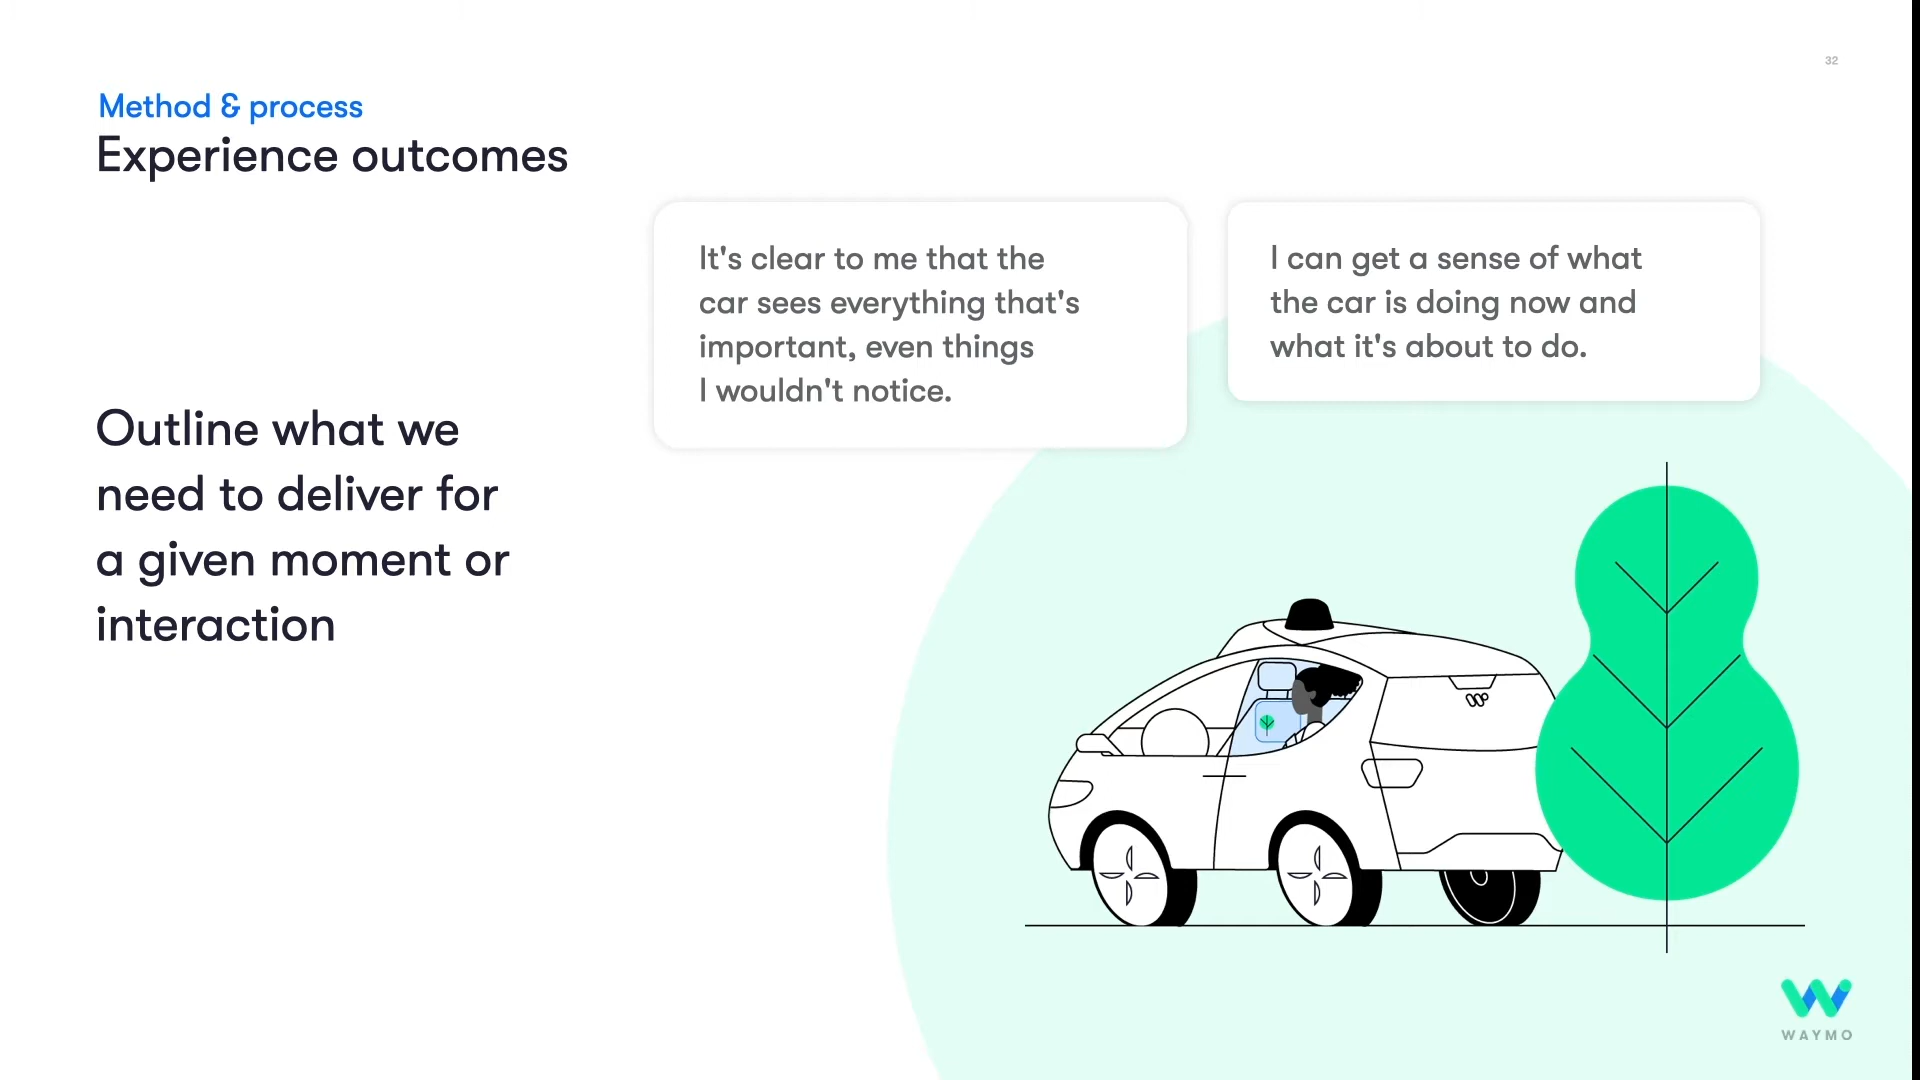 32
Method & process
Experience outcomes
It's clear to me that the
car sees everything that's
important, even things
I wouldn't notice.
I can get a sense of what
the car is doing now and
what it's about to do.
Outline what we
need to deliver for
a given moment or
interaction
WAYMO